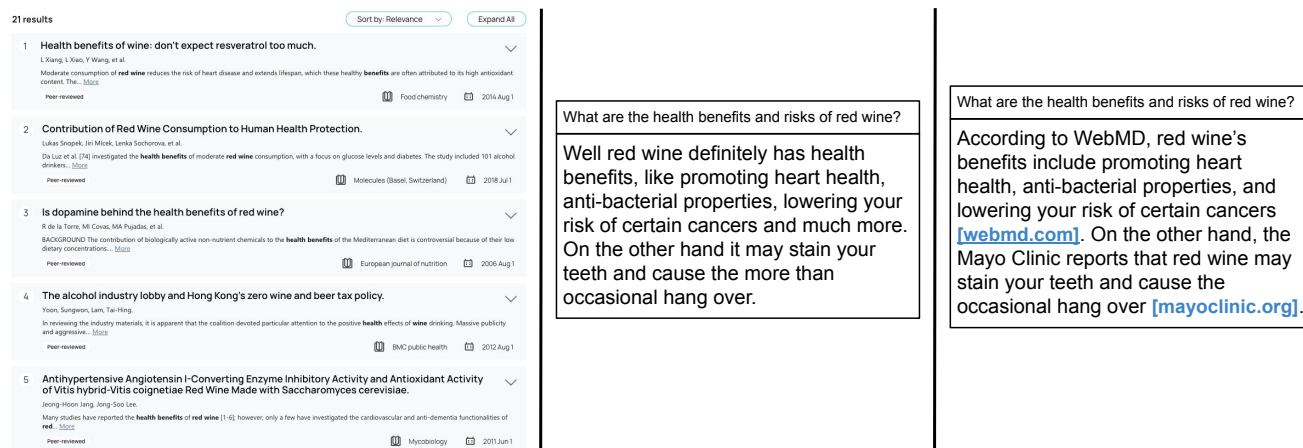 21 results
Sort by: Relevance
Expand All
1 Health benefits of wine: don't expect resveratrol too much.
L Xiang, L Xiao, Y Wang, et al.
Moderate consumption of red wine reduces the risk of heart disease and extends lifespan, which these healthy benefits are often attributed to its high antioxidant
content. The... More
Peer-reviewed
Food chemistry
2014 Aug 1
2 Contribution of Red Wine Consumption to Human Health Protection.
Lukas Snopek, Jiri Mlcek, Lenka Sochorova, et al.
Da Luz et al. [74] investigated the health benefits of moderate red wine consumption, with a focus on glucose levels and diabetes. The study included 101 alcohol
drinkers... More
Peer-reviewed
Molecules (Basel, Switzerland)
2018 Jul 1
3 Is dopamine behind the health benefits of red wine?
R de la Torre, MI Covas, MA Pujadas, et al.
BACKGROUND The contribution of biologically active non-nutrient chemicals to the health benefits of the Mediterranean diet is controversial because of their low
dietary concentrations.... More
Peer-reviewed
European journal of nutrition
2006 Aug 1
4 The alcohol industry lobby and Hong Kong's zero wine and beer tax policy.
Yoon, Sungwon, Lam, Tai-Hing.
In reviewing the industry materials, it is apparent that the coalition devoted particular attention to the positive health effects of wine drinking. Massive publicity
and aggressive... More
Peer-reviewed
BMC public health
2012 Aug 1
5 Antihypertensive Angiotensin I-Converting Enzyme Inhibitory Activity and Antioxidant Activity
of Vitis hybrid-Vitis coignetiae Red Wine Made with Saccharomyces cerevisiae.
Jeong-Hoon Jang, Jong-Soo Lee.
Many studies have reported the health benefits of red wine [1-6]; however, only a few have investigated the cardiovascular and anti-dementia functionalities of
red... More
Peer-reviewed
Mycobiology
2011 Jun 1
What are the health benefits and risks of red wine?
Well red wine definitely has health
benefits, like promoting heart health,
anti-bacterial properties, lowering your
risk of certain cancers and much more.
On the other hand it may stain your
teeth and cause the more than
occasional hang over.
What are the health benefits and risks of red wine?
According to WebMD, red wine's
benefits include promoting heart
health, anti-bacterial properties, and
lowering your risk of certain cancers
[webmd.com]. On the other hand, the
Mayo Clinic reports that red wine may
stain your teeth and cause the
occasional hang over [mayoclinic.org].